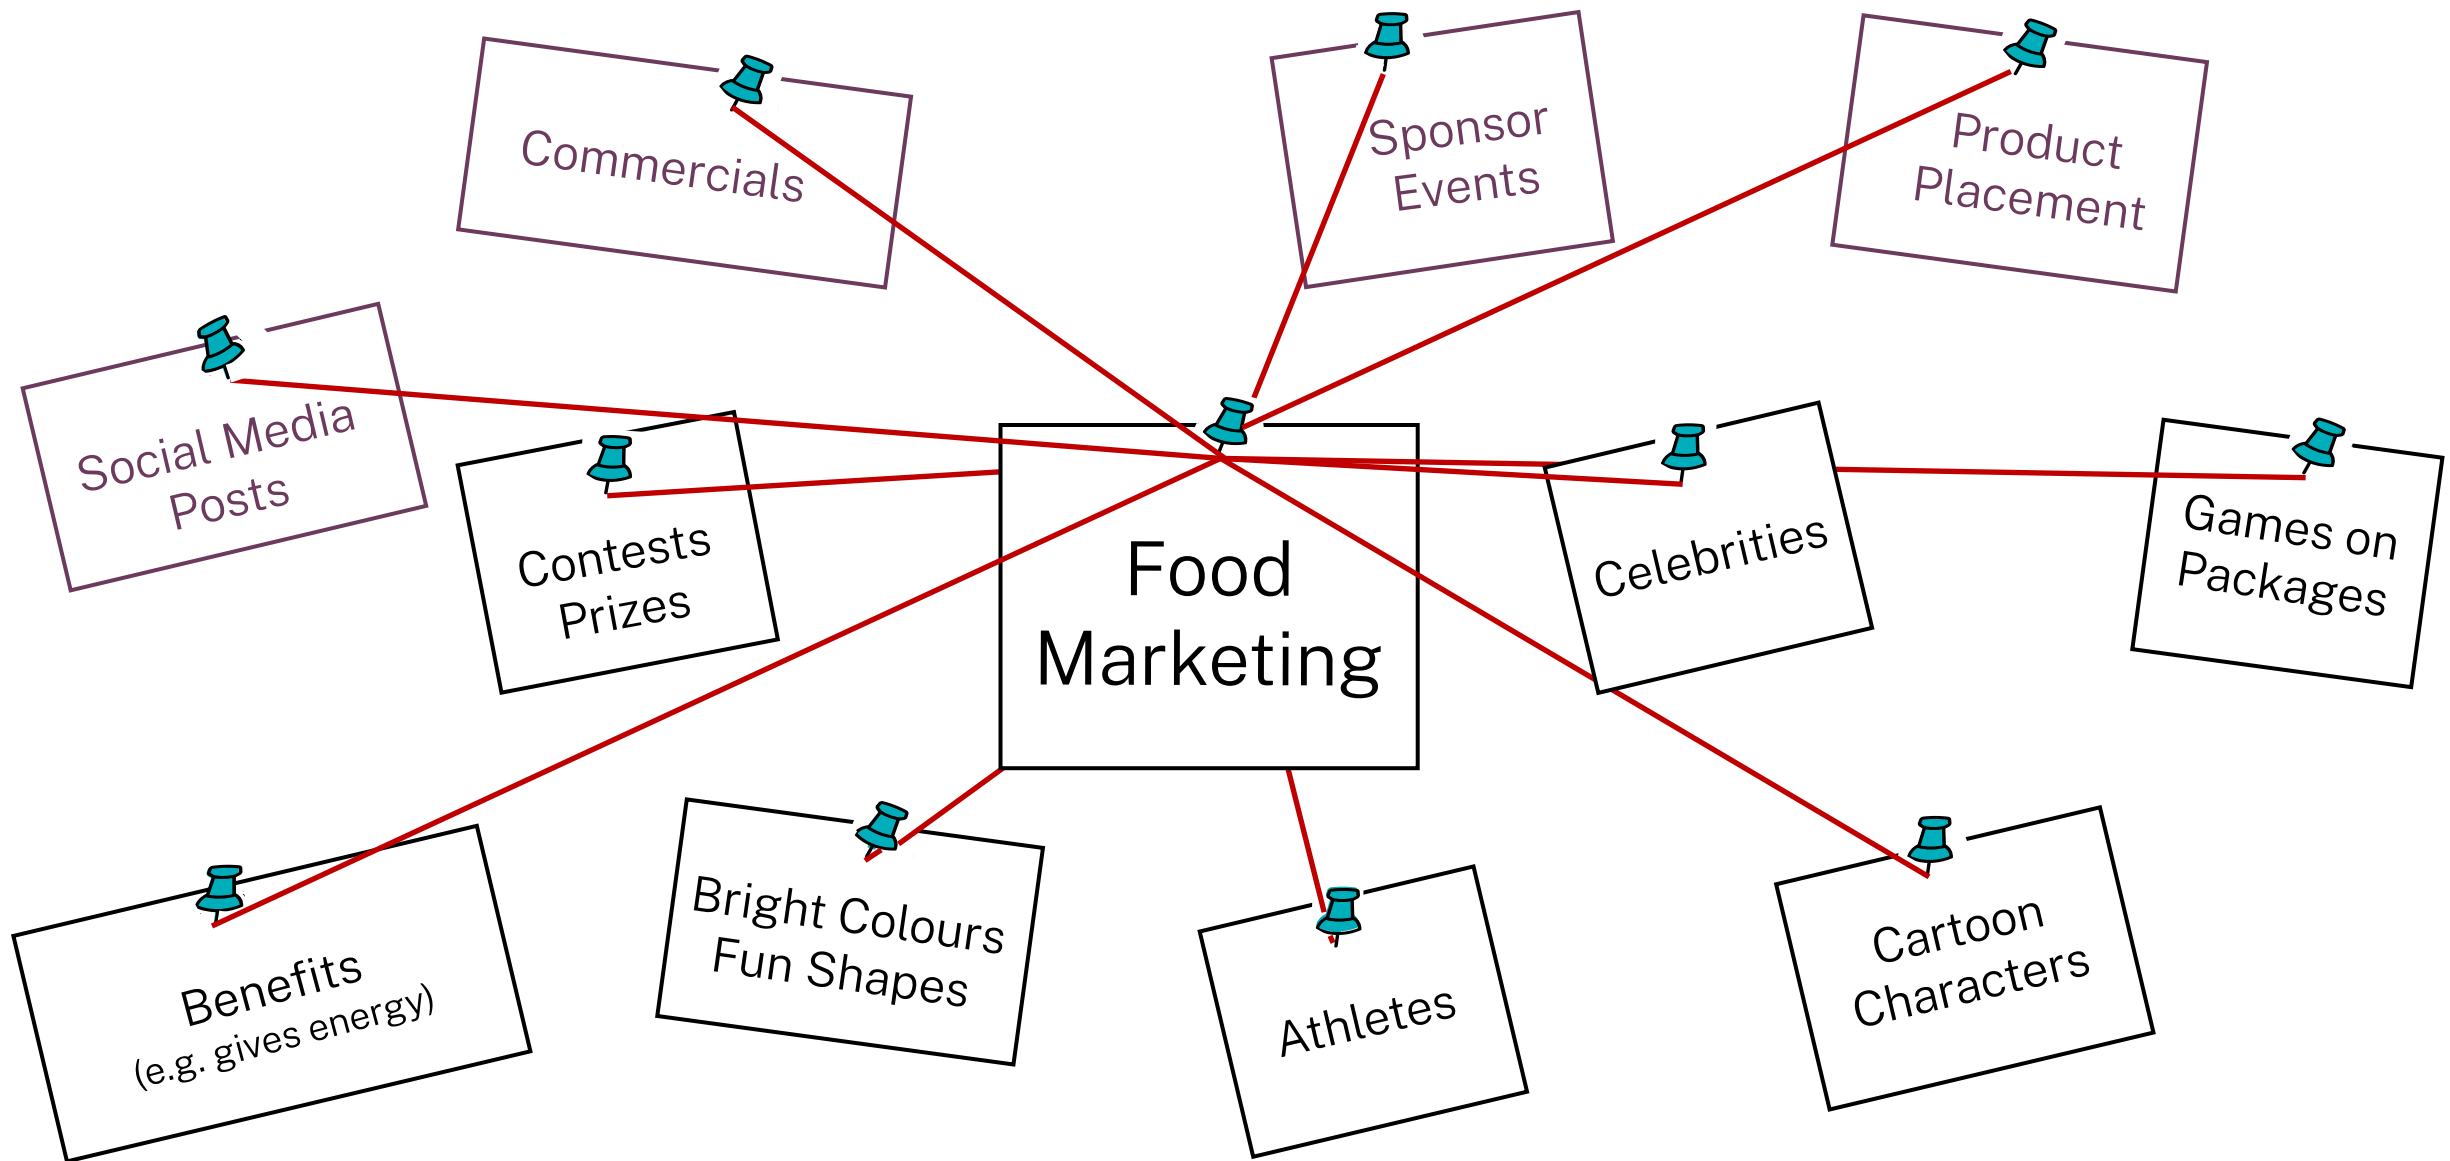 Commercials
Sponsor
Events
Product
Placement
Social Media
Posts
Contests
Prizes
Food
Marketing
Celebrities
Games on
Packages
Benefits
(e.g. gives energy)
Bright Colours
Fun Shapes
Athletes
Cartoon
Characters